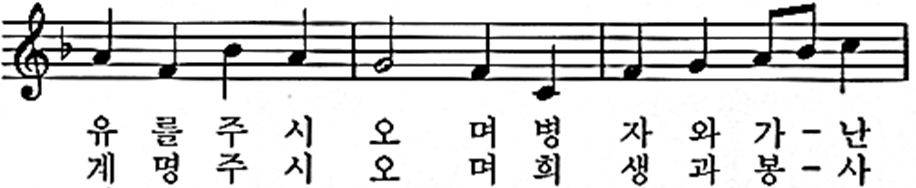 유 를 주 시 오 며 병 자 와 가 - 난
계 명 주 시 오 며 희 생 과 봉 - 사